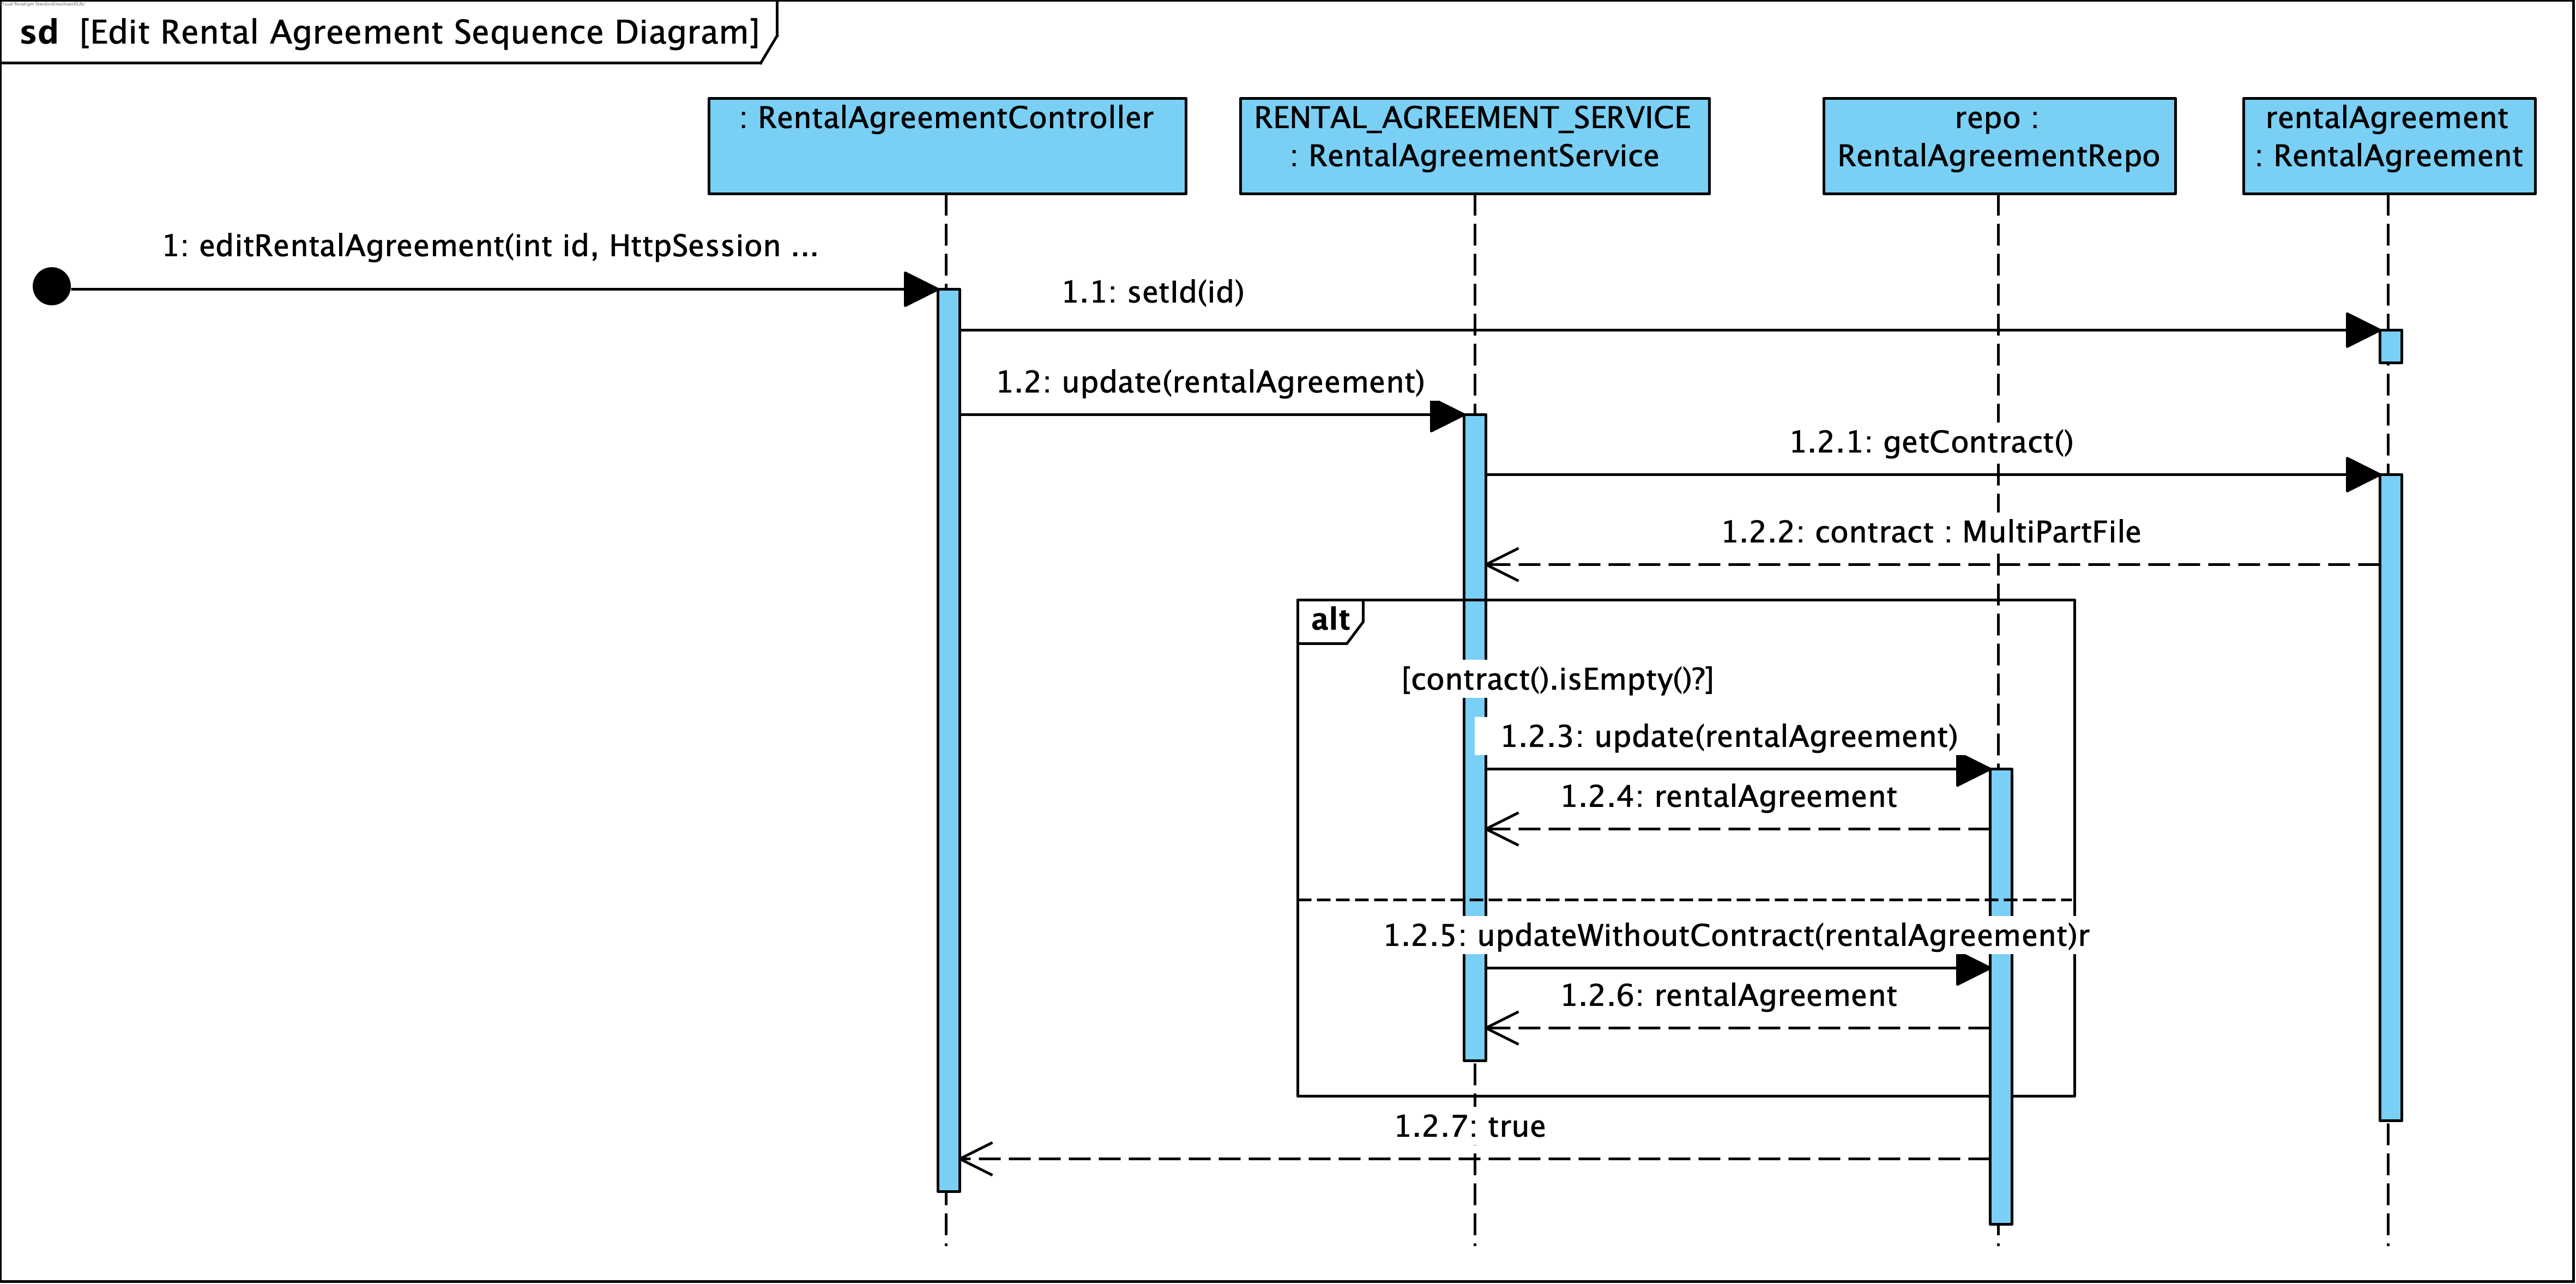 sd [Edit Rental Agreement Sequence Diagram]
: RentalAgreementController
RENTAL_AGREEMENT_SERVICE
: RentalAgreementService
repo :
RentalAgreementRepo
rentalAgreement
: RentalAgreement
1: editRentalAgreement(int id, HttpSession ...
1.1: setId(id)
1.2: update(rentalAgreement)
1.2.1: getContract()
1.2.2: contract : MultiPartFile
alt
[contract().isEmpty()?]
1.2.3: update(rentalAgreement)
1.2.4: rentalAgreement
1.2.5: updateWithoutContract(rentalAgreement)r
1.2.6: rentalAgreement
1.2.7: true